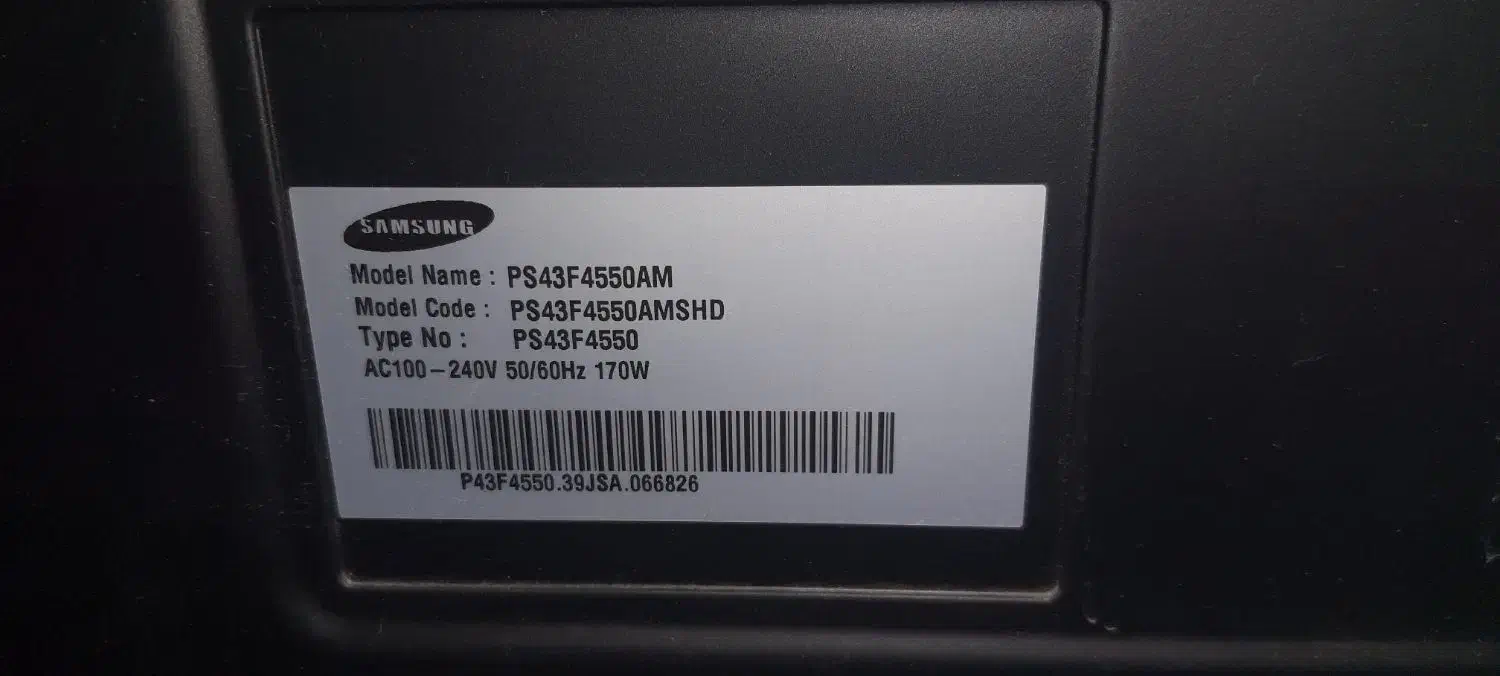 SAMSUNG
Model Name : PS43F4550AM
Model Code : PS43F4550AMSHD
Type No : PS43F4550
AC100-240V 50/60Hz 170W
P43F4550.39JSA.066826